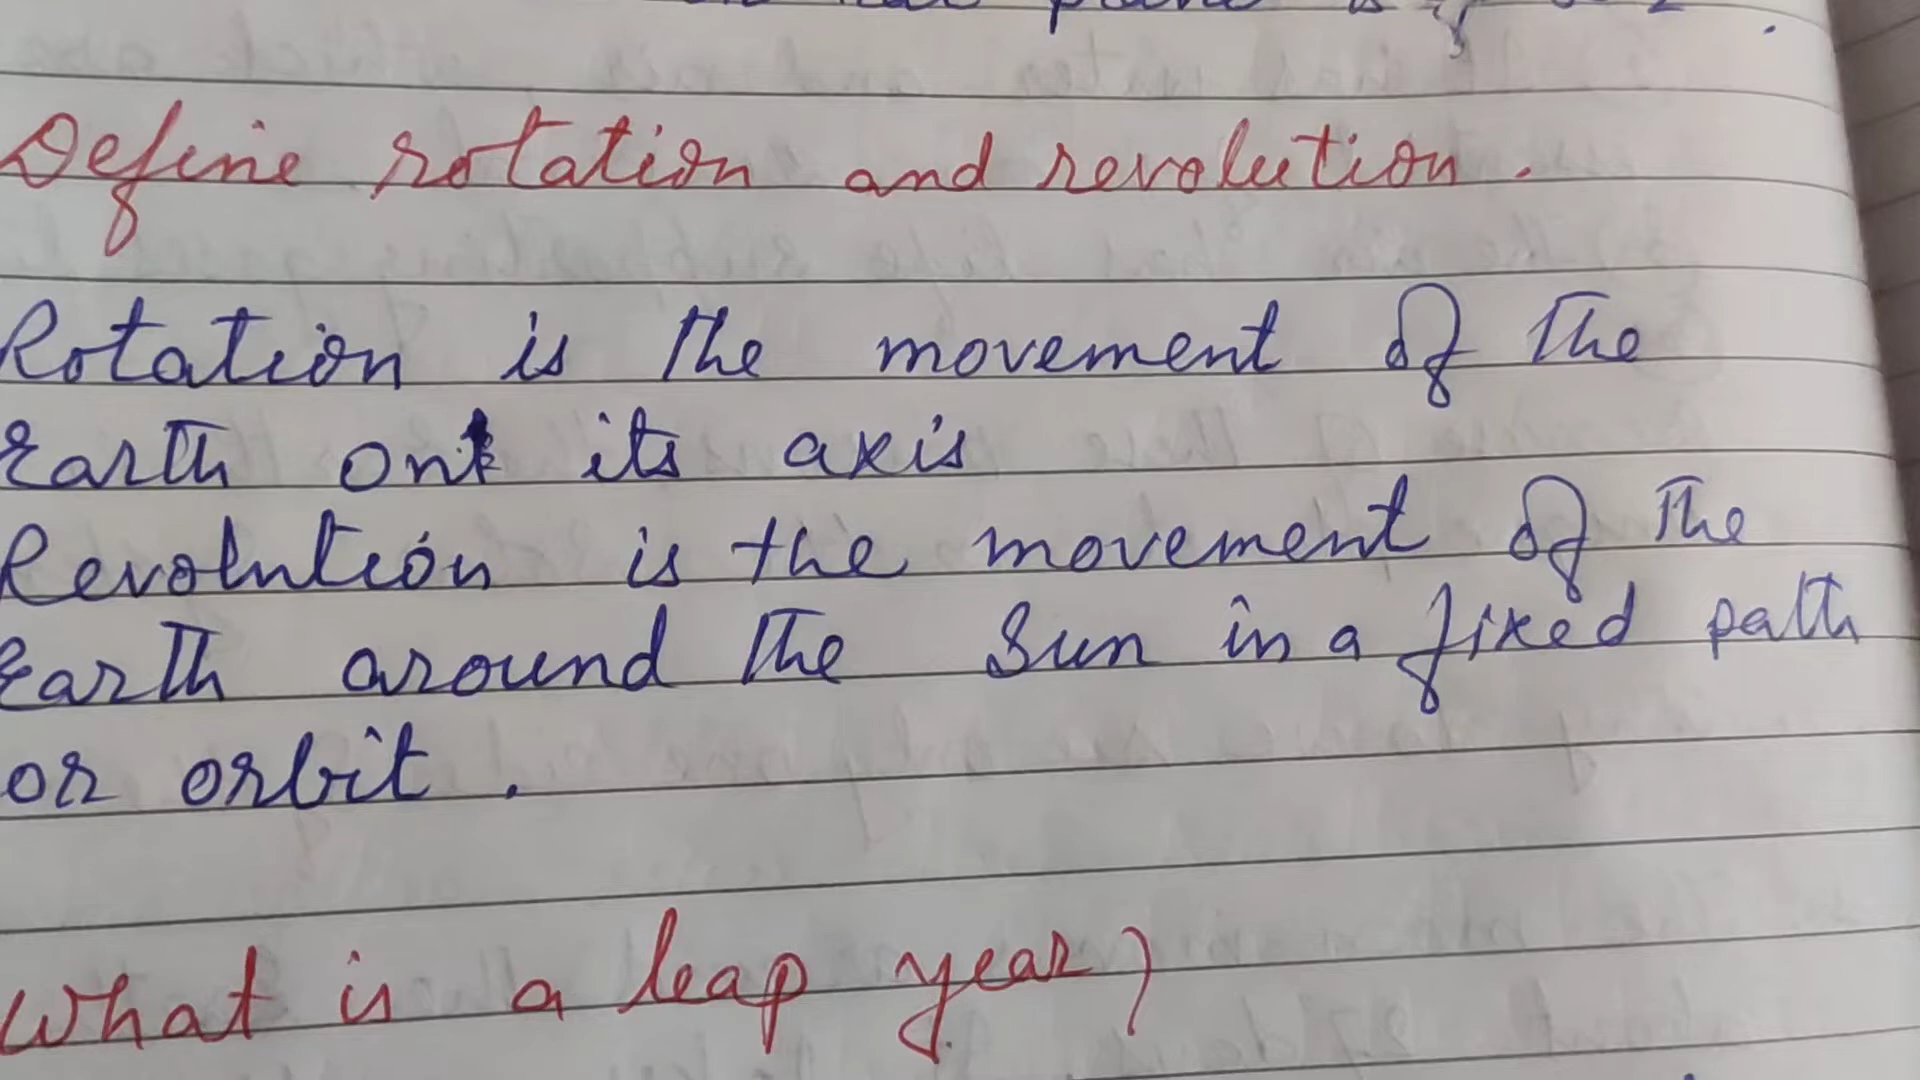 Define rotation and revolution.
Rotation is the movement of the
Earth on its axis
Revolution is the movement of the
Earth around the Sun in a fixed path
or orbit.
What is a leap year?